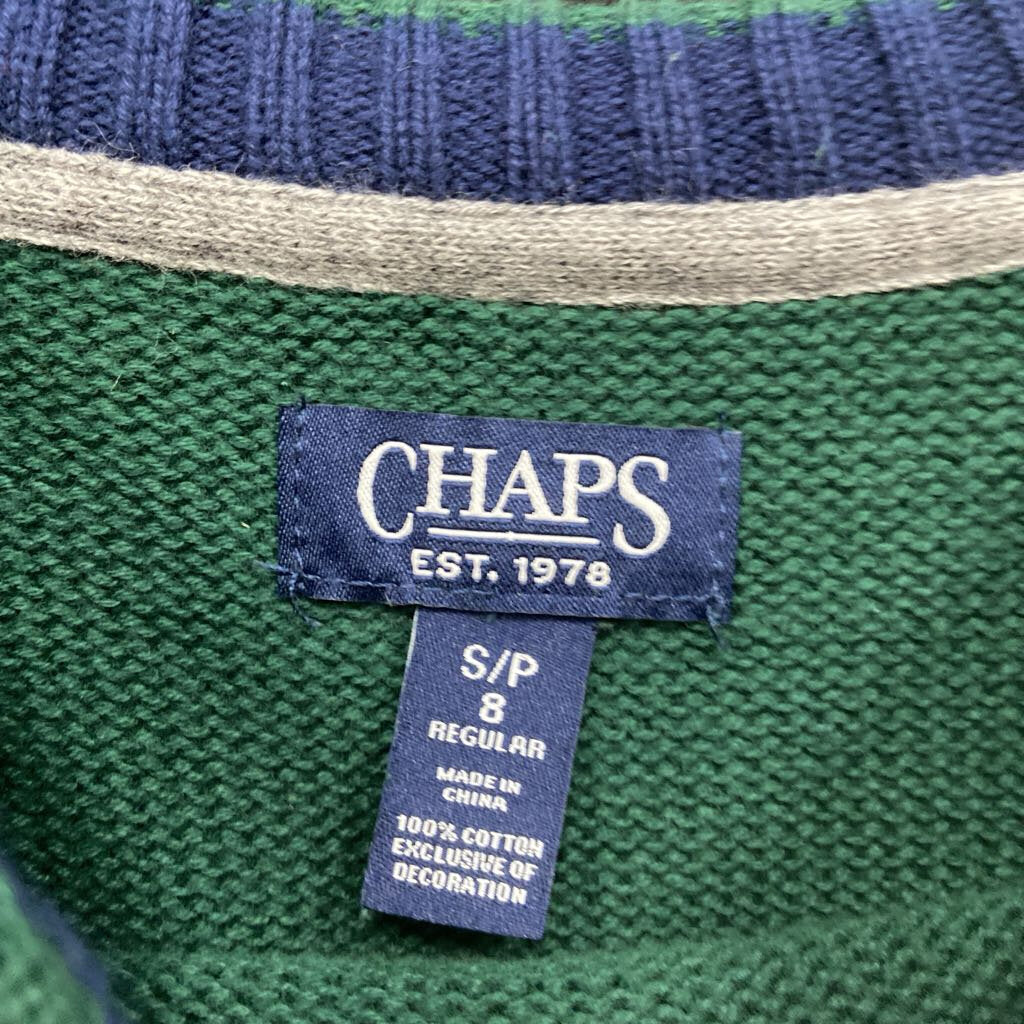 CHAPS
EST. 1978
S/P
8
REGULAR
MADE IN
CHINA
100% COTTON
EXCLUSIVE OF
DECORATION